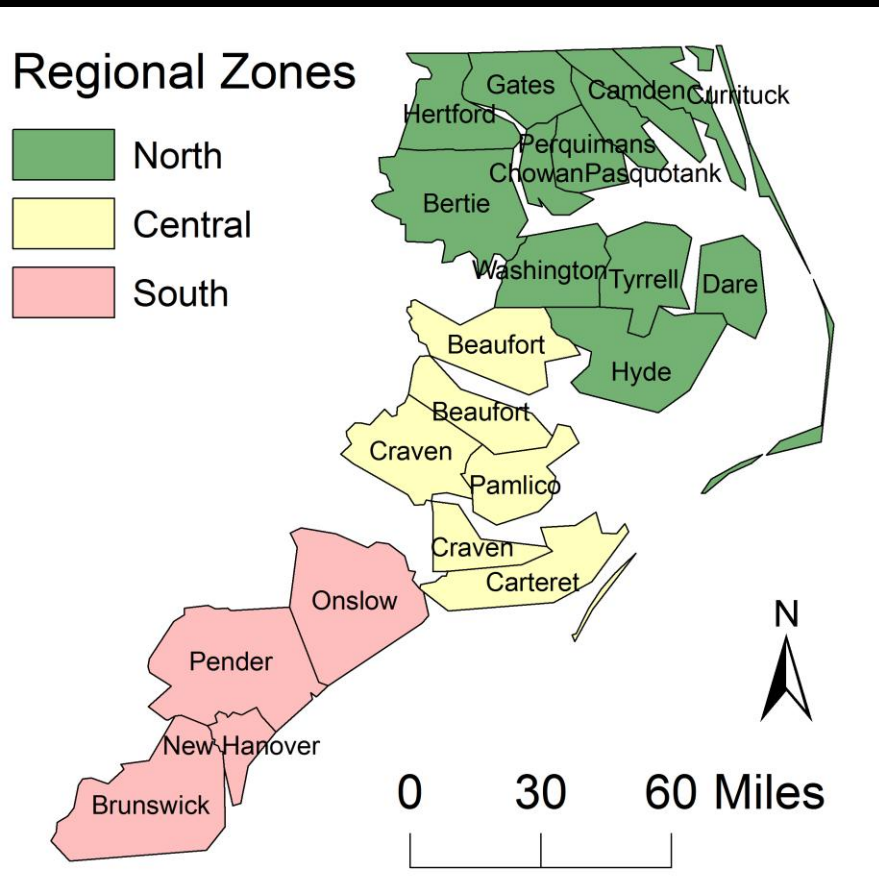 Regional Zones
North
Central
South
Gates
Camden
Currituck
Hertford
Perquimans
Chowan
Pasquotank
Bertie
Washington
Tyrrell
Dare
Beaufort
Hyde
Beaufort
Craven
Pamlico
Craven
Carteret
Onslow
Pender
New Hanover
Brunswick
N
0 30 60 Miles